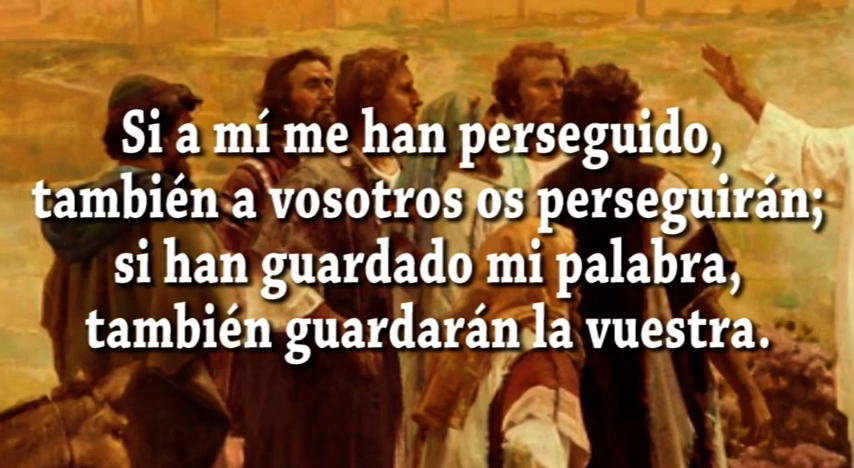 Si a mí me han perseguido,
también a vosotros os perseguirán;
si han guardado mi palabra,
también guardarán la vuestra.